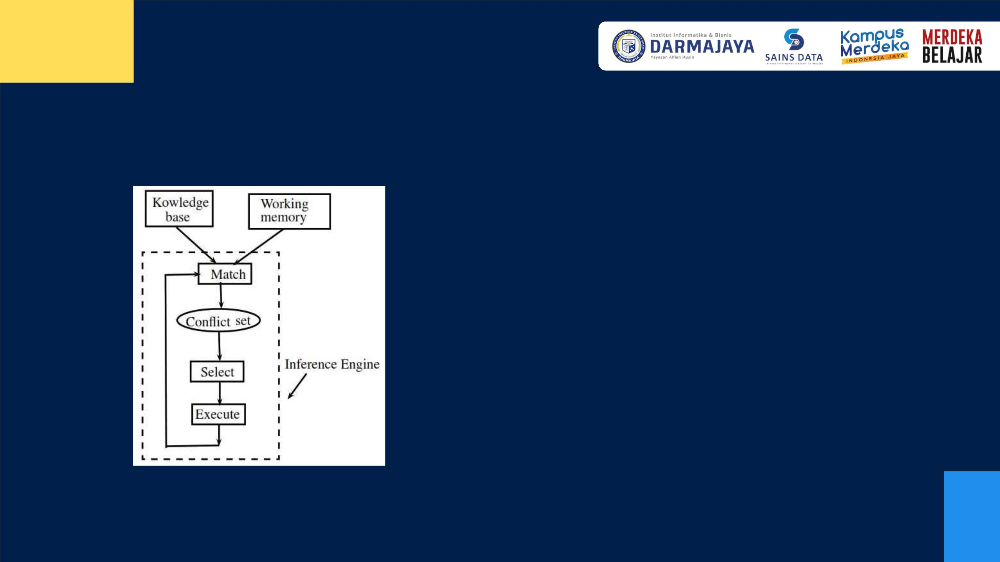 Institut Informatika & Bisnis
DARMAJAYA
Yayasan Alfian Husin
SAINS DATA
Kampus
Merdeka
INDONESIA JAYA
MERDEKA
BELAJAR
Kowledge
base
Working
memory
Match
Conflict set
Select
Inference Engine
Execute